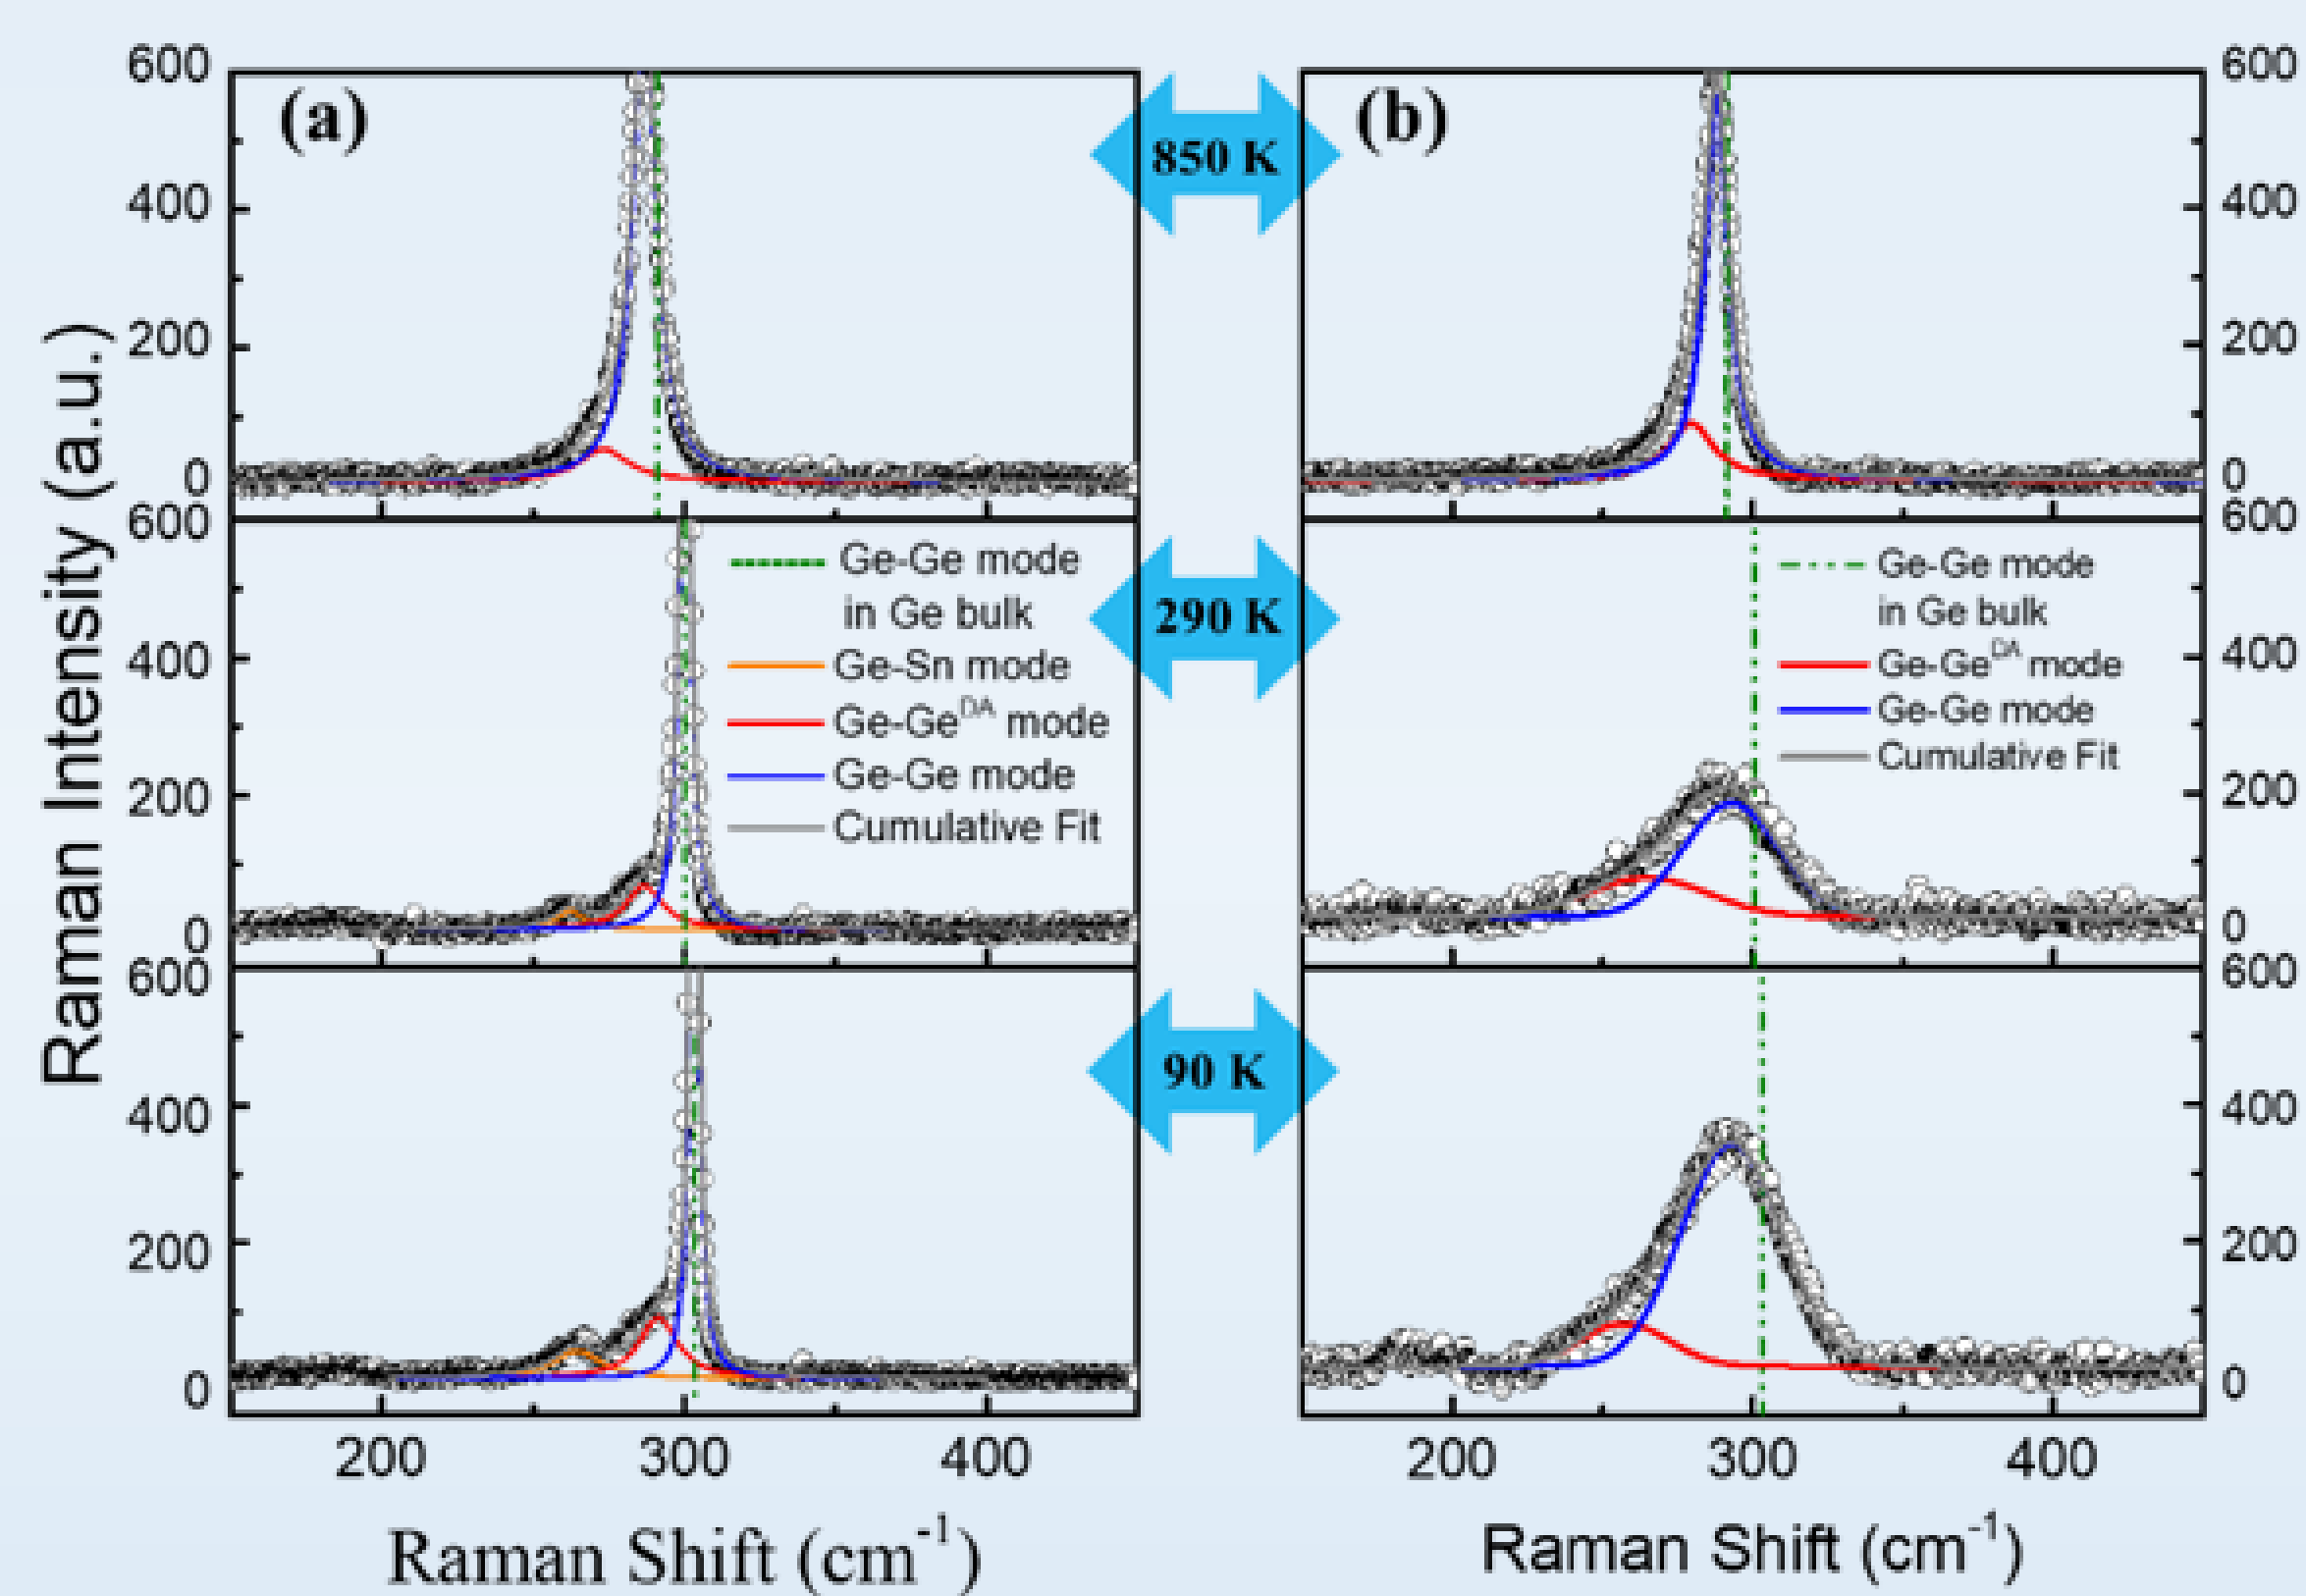 (a)
600
400
200
0
850 K
(b)
600
400
200
0
Raman Intensity (a.u.)
600
400
200
0
Ge-Ge mode
in Ge bulk
Ge-Sn mode
Ge-Ge^DA mode
Ge-Ge mode
Cumulative Fit
290 K
Ge-Ge mode
in Ge bulk
Ge-Ge^DA mode
Ge-Ge mode
Cumulative Fit
600
400
200
0
600
400
200
0
90 K
600
400
200
0
200 300 400
200 300 400
Raman Shift (cm^-1)
Raman Shift (cm^-1)